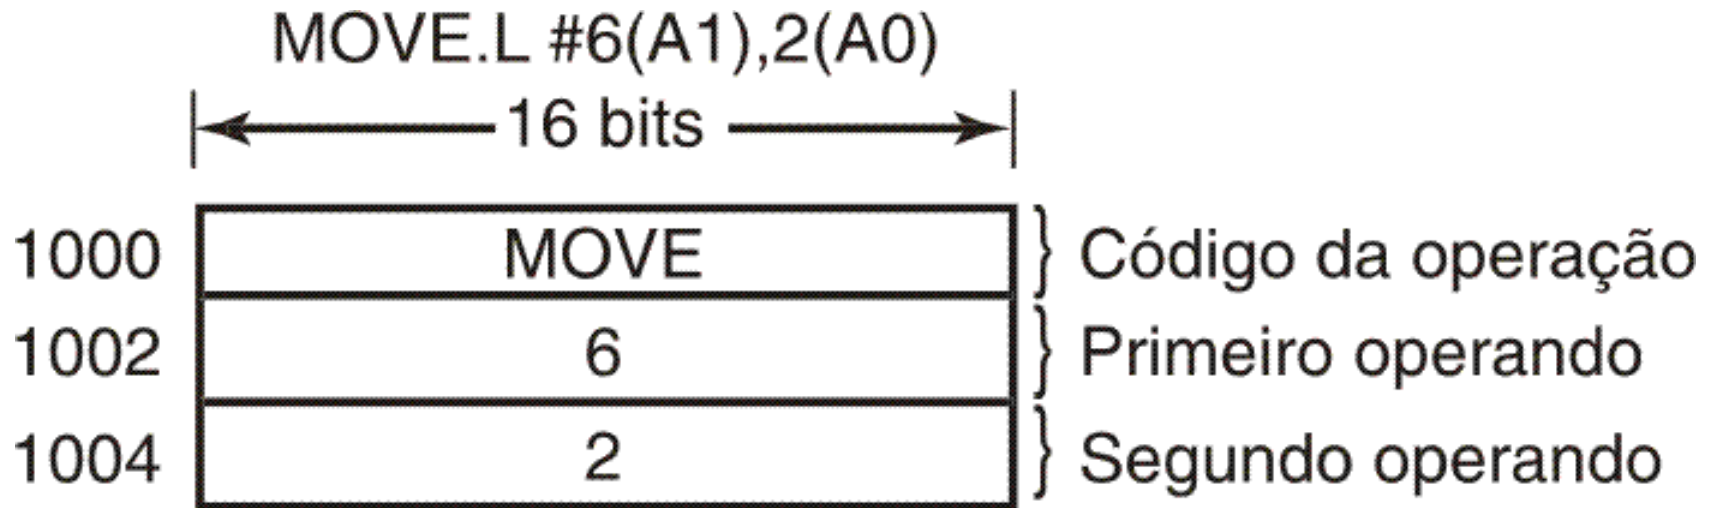 MOVE.L #6(A1),2(A0)
16 bits
1000 MOVE } Código da operação
1002 6 } Primeiro operando
1004 2 } Segundo operando